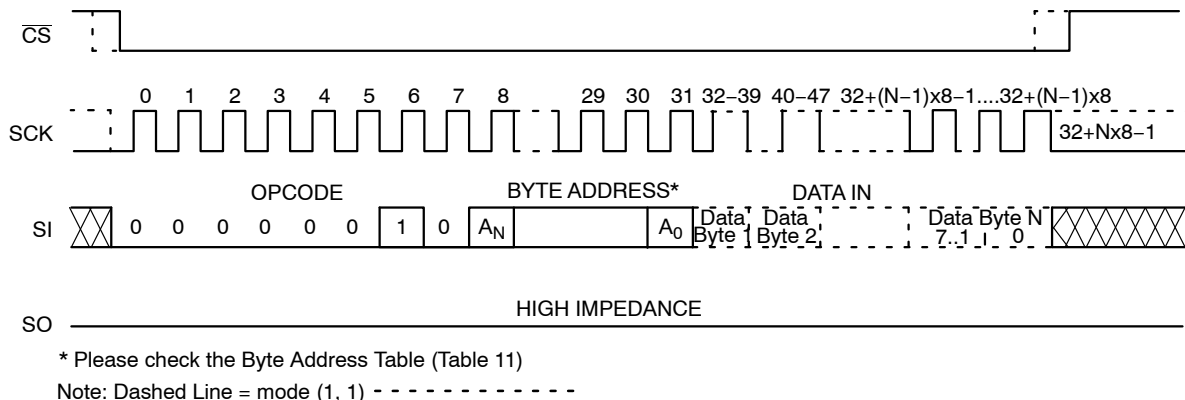 CS
0 1 2 3 4 5 6 7 8 29 30 31 32–39 40–47 32+(N–1)x8–1....32+(N–1)x8
SCK
32+Nx8–1
OPCODE BYTE ADDRESS* DATA IN
SI 0 0 0 0 0 0 1 0 AN A0 Data Byte 1 Data Byte 2 Data Byte N
7..1 0
HIGH IMPEDANCE
SO
* Please check the Byte Address Table (Table 11)
Note: Dashed Line = mode (1, 1) – – – – – – – – – – – –